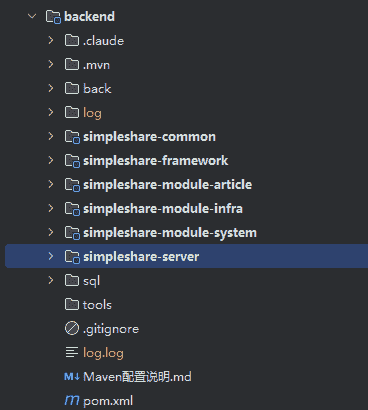 backend
.claude
.mvn
back
log
simpleshare-common
simpleshare-framework
simpleshare-module-article
simpleshare-module-infra
simpleshare-module-system
simpleshare-server
sql
tools
.gitignore
log.log
M↓ Maven配置说明.md
m pom.xml